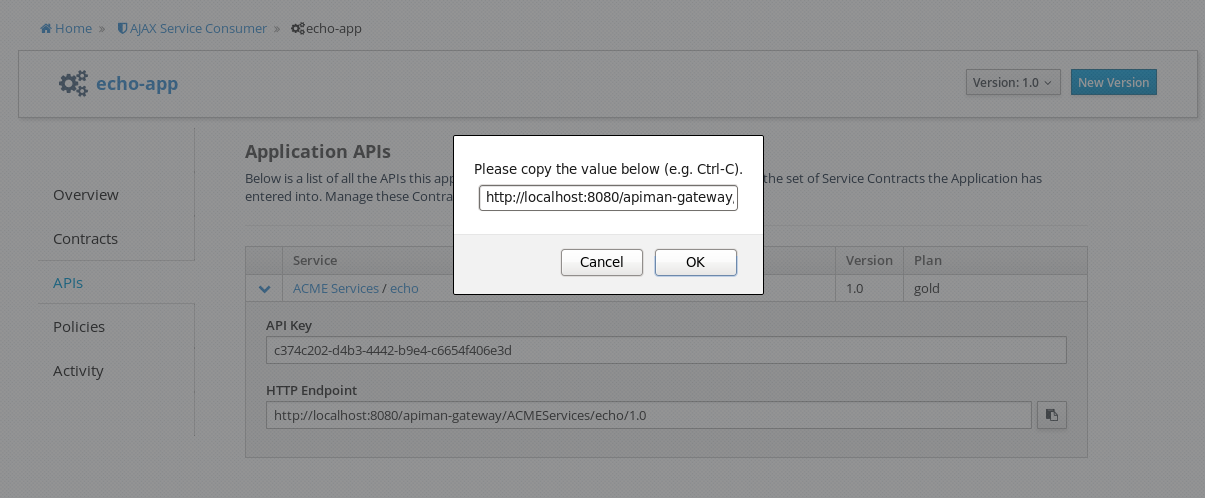 Home » AJAX Service Consumer » echo-app
echo-app
Version: 1.0
New Version
Overview
Contracts
APIs
Policies
Activity
Application APIs
Below is a list of all the APIs this app the set of Service Contracts the Application has
entered into. Manage these Contra
Service Version Plan
ACME Services / echo 1.0 gold
API Key
c374c202-d4b3-4442-b9e4-c6654f406e3d
HTTP Endpoint
http://localhost:8080/apiman-gateway/ACMEServices/echo/1.0
Please copy the value below (e.g. Ctrl-C).
http://localhost:8080/apiman-gateway/
Cancel OK